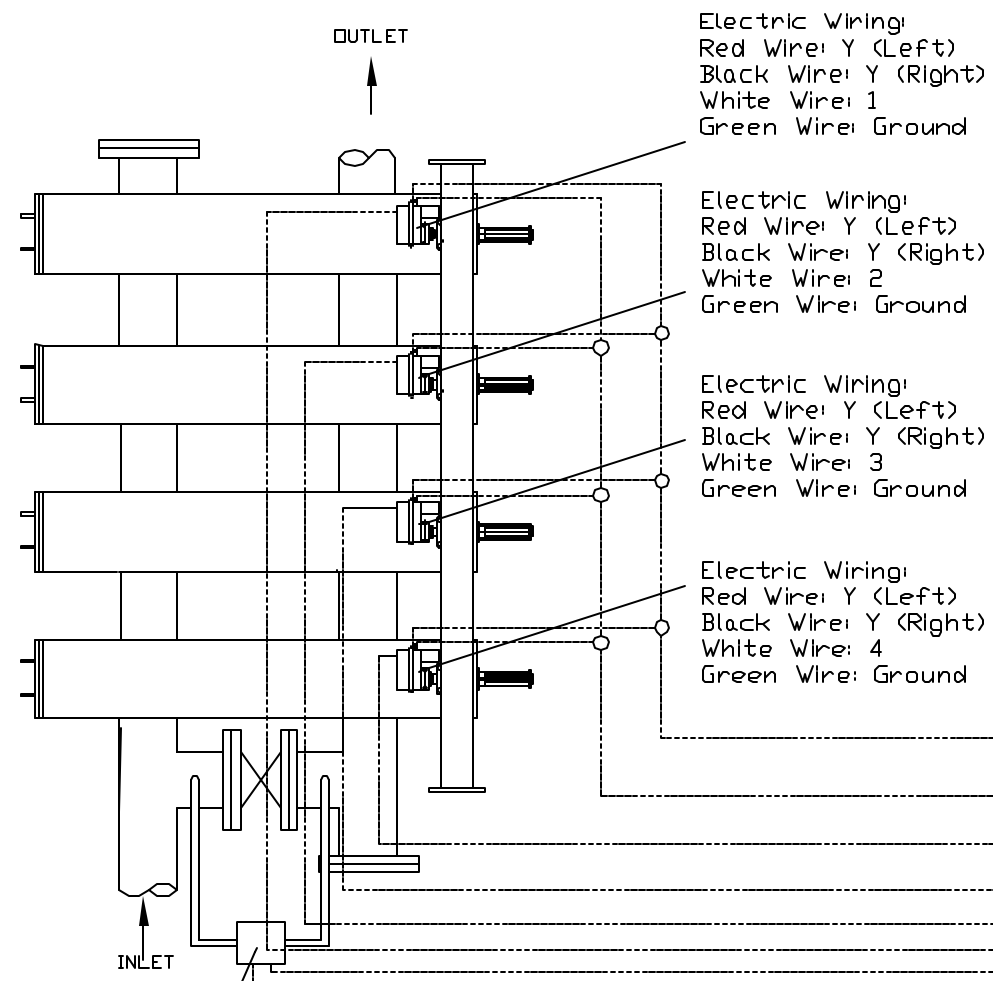 OUTLET
Electric Wiring:
Red Wire: Y (Left)
Black Wire: Y (Right)
White Wire: 1
Green Wire: Ground
Electric Wiring:
Red Wire: Y (Left)
Black Wire: Y (Right)
White Wire: 2
Green Wire: Ground
Electric Wiring:
Red Wire: Y (Left)
Black Wire: Y (Right)
White Wire: 3
Green Wire: Ground
Electric Wiring:
Red Wire: Y (Left)
Black Wire: Y (Right)
White Wire: 4
Green Wire: Ground
INLET